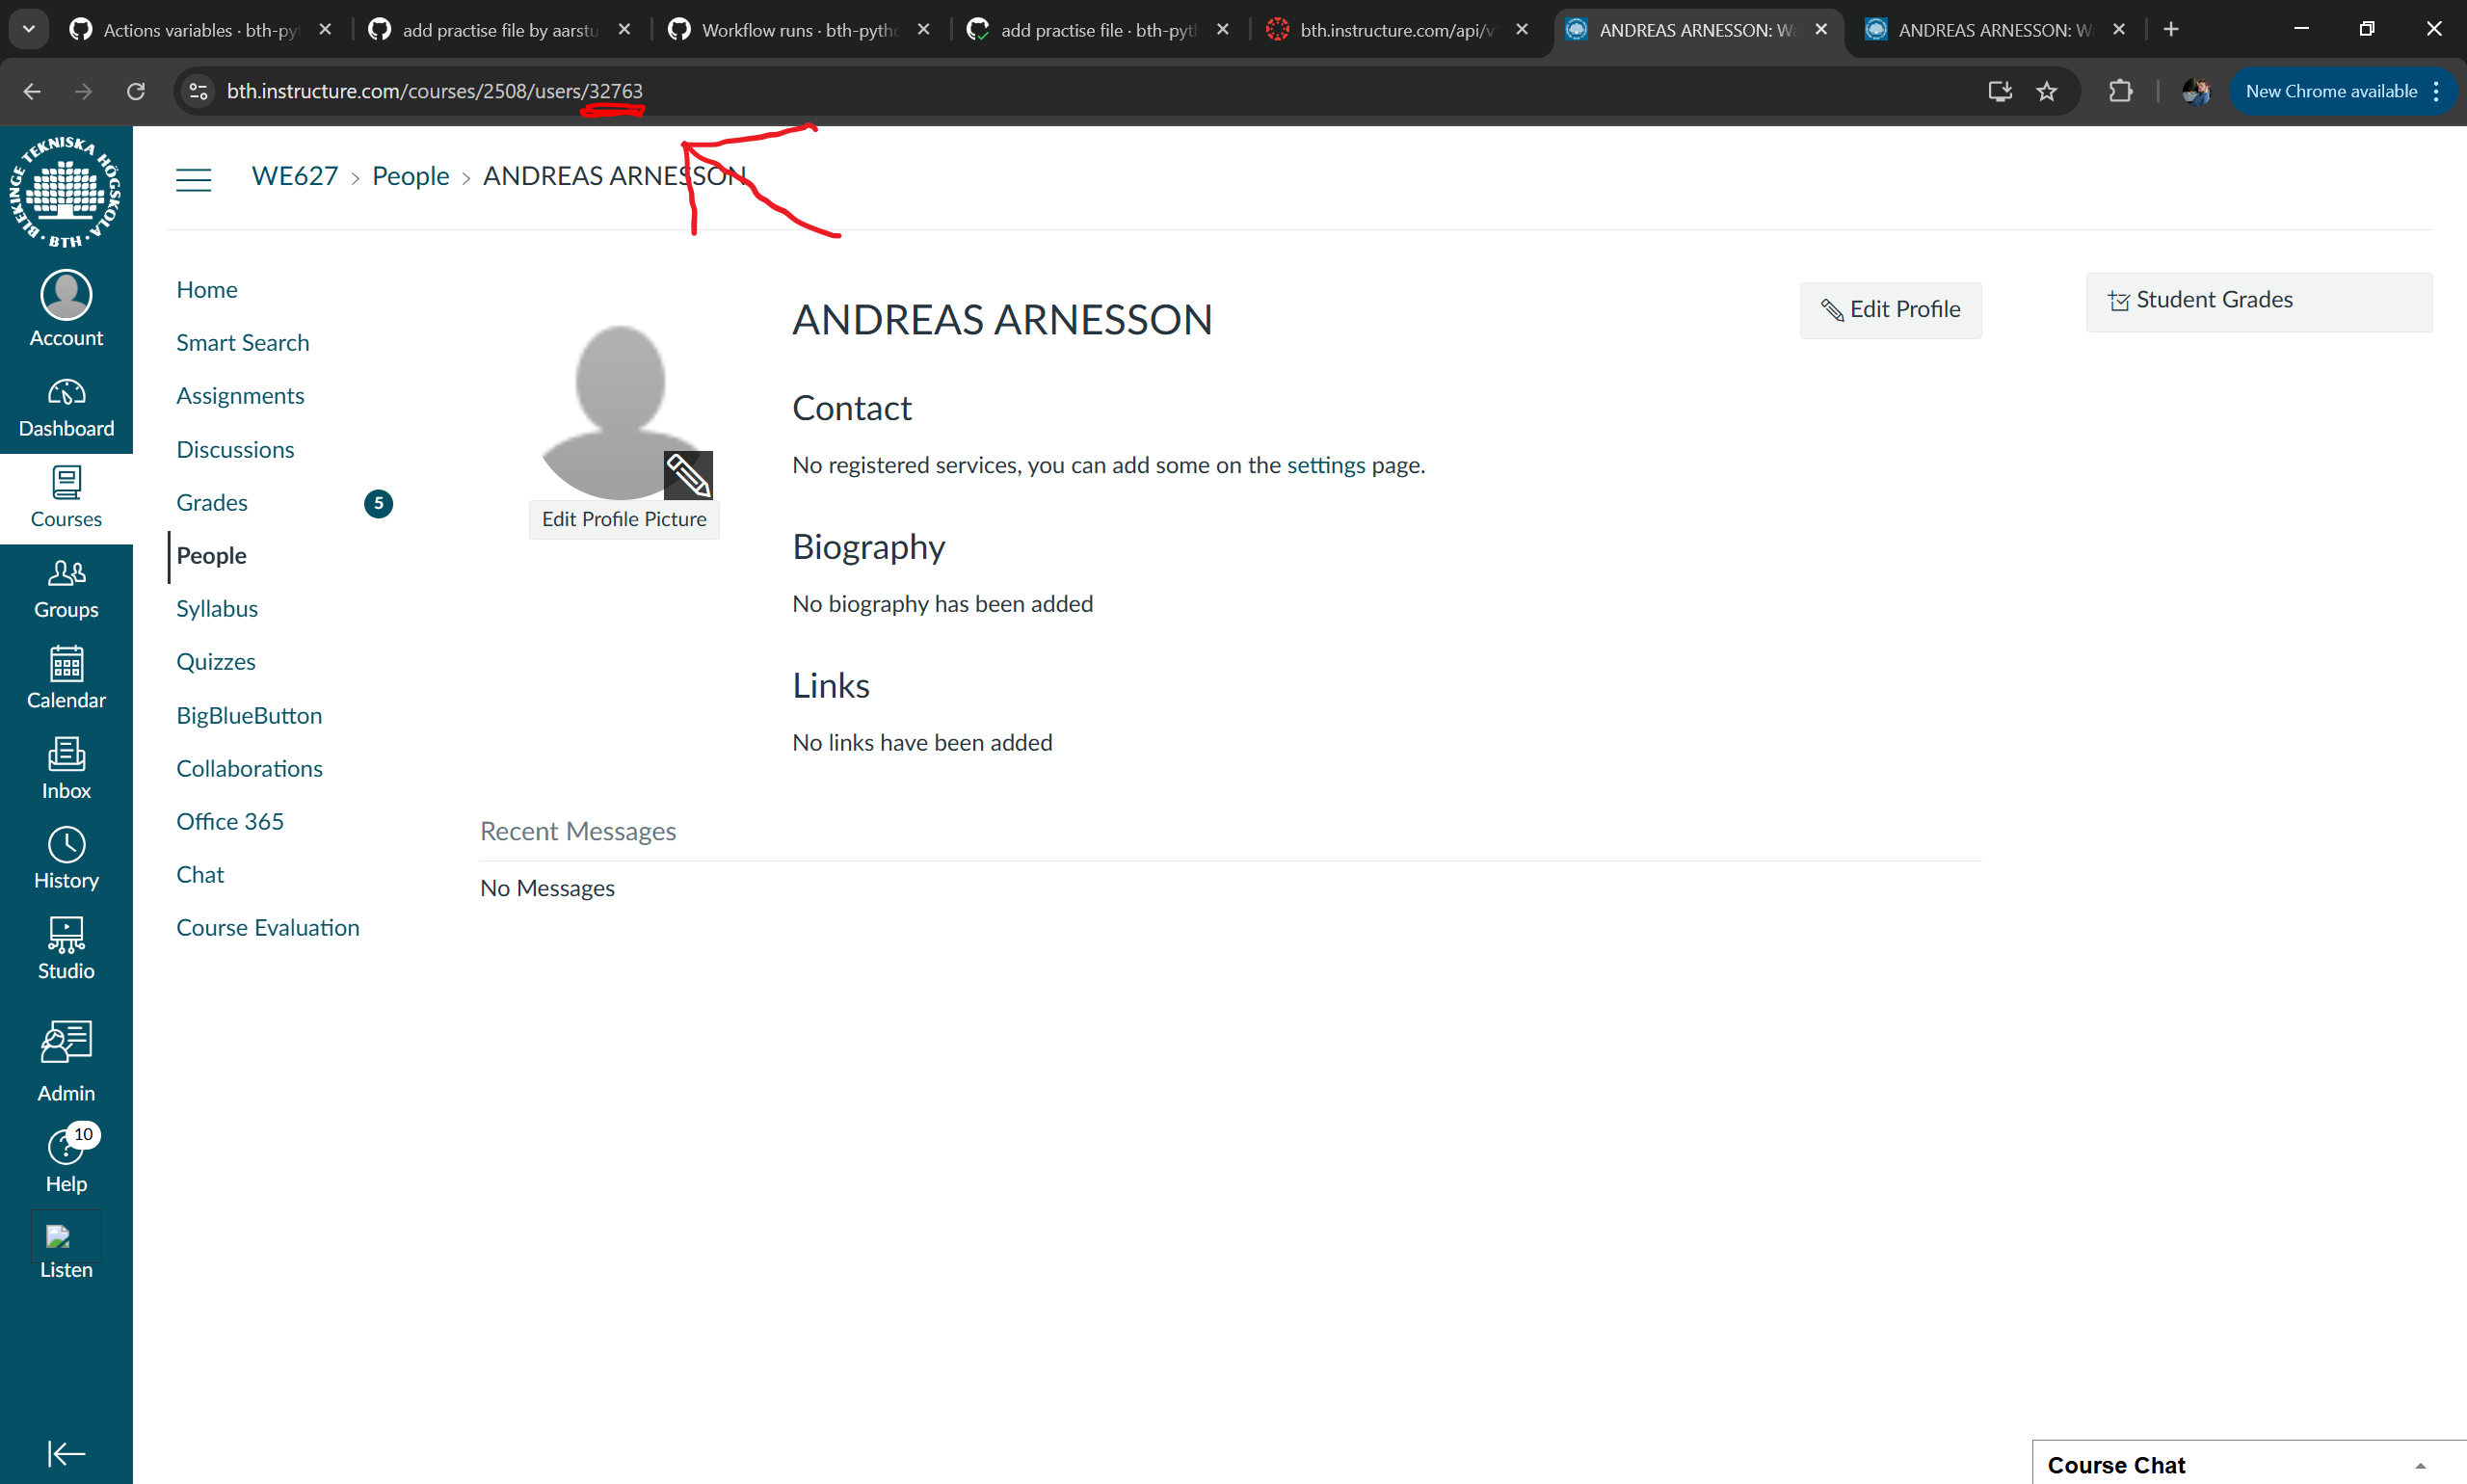 Actions variables · bth-pyt
add practise file by aarstu
Workflow runs · bth-pytho
add practise file · bth-pyth
bth.instructure.com/api/v
ANDREAS ARNESSON: Wa
ANDREAS ARNESSON: W
bth.instructure.com/courses/2508/users/32763
New Chrome available
BLEKINGE TEKNISKA HÖGSKOLA · BTH ·
Account
Dashboard
Courses
Groups
Calendar
Inbox
History
Studio
Admin
10
Help
Listen
WE627 > People > ANDREAS ARNESSON
Home
Smart Search
Assignments
Discussions
Grades 5
People
Syllabus
Quizzes
BigBlueButton
Collaborations
Office 365
Chat
Course Evaluation
Edit Profile Picture
ANDREAS ARNESSON
Edit Profile
Contact
No registered services, you can add some on the settings page.
Biography
No biography has been added
Links
No links have been added
Recent Messages
No Messages
Student Grades
Course Chat